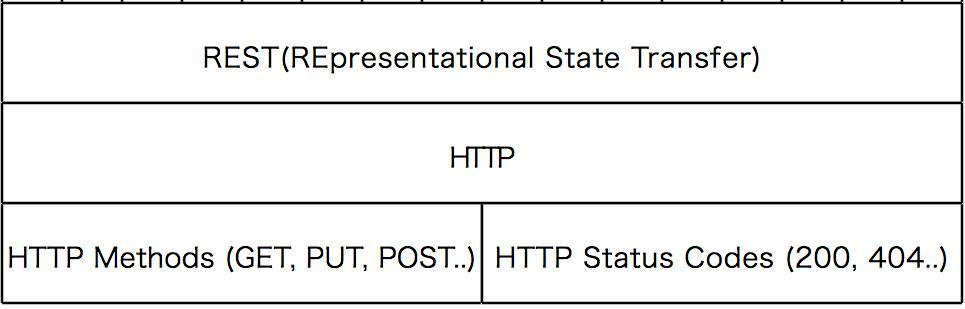 REST(REpresentational State Transfer)
HTTP
HTTP Methods (GET, PUT, POST..)
HTTP Status Codes (200, 404..)